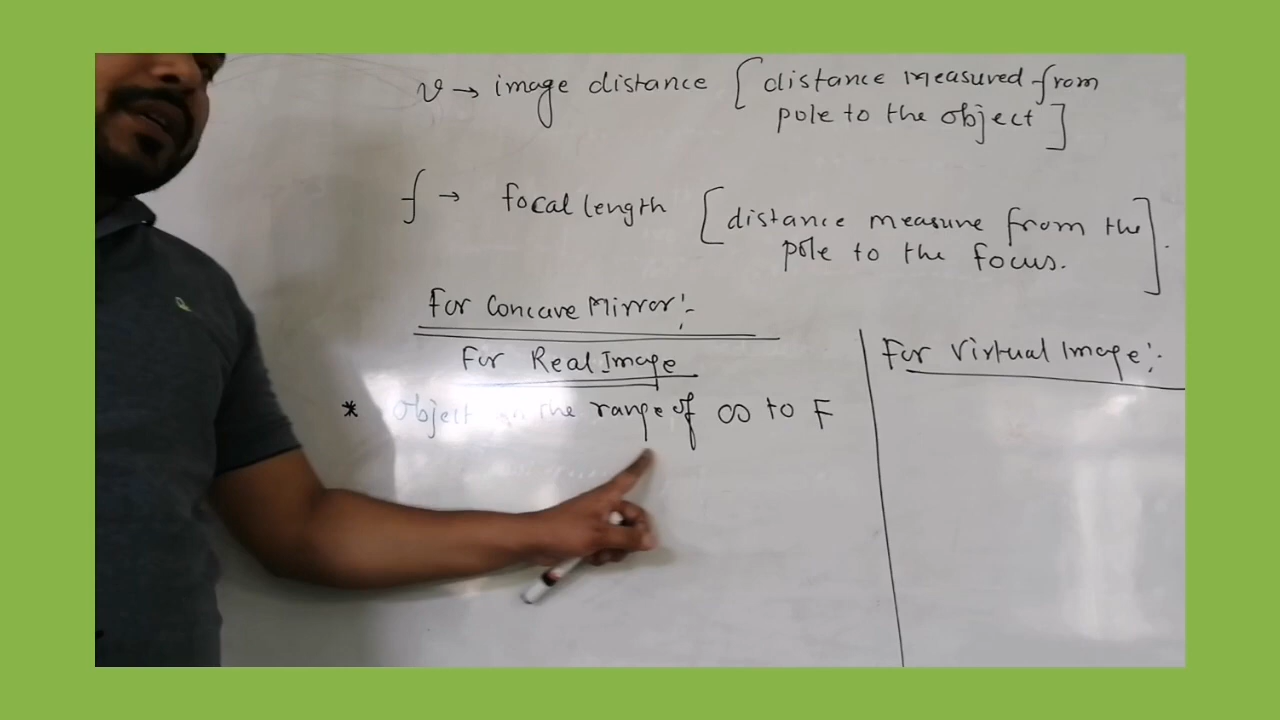 v → image distance [distance measured from
pole to the object]
f → focal length [distance measure from the
pole to the focus.].
For Concave Mirror:-
For Real Image
* Object in the range of ∞ to F
For Virtual Image:-